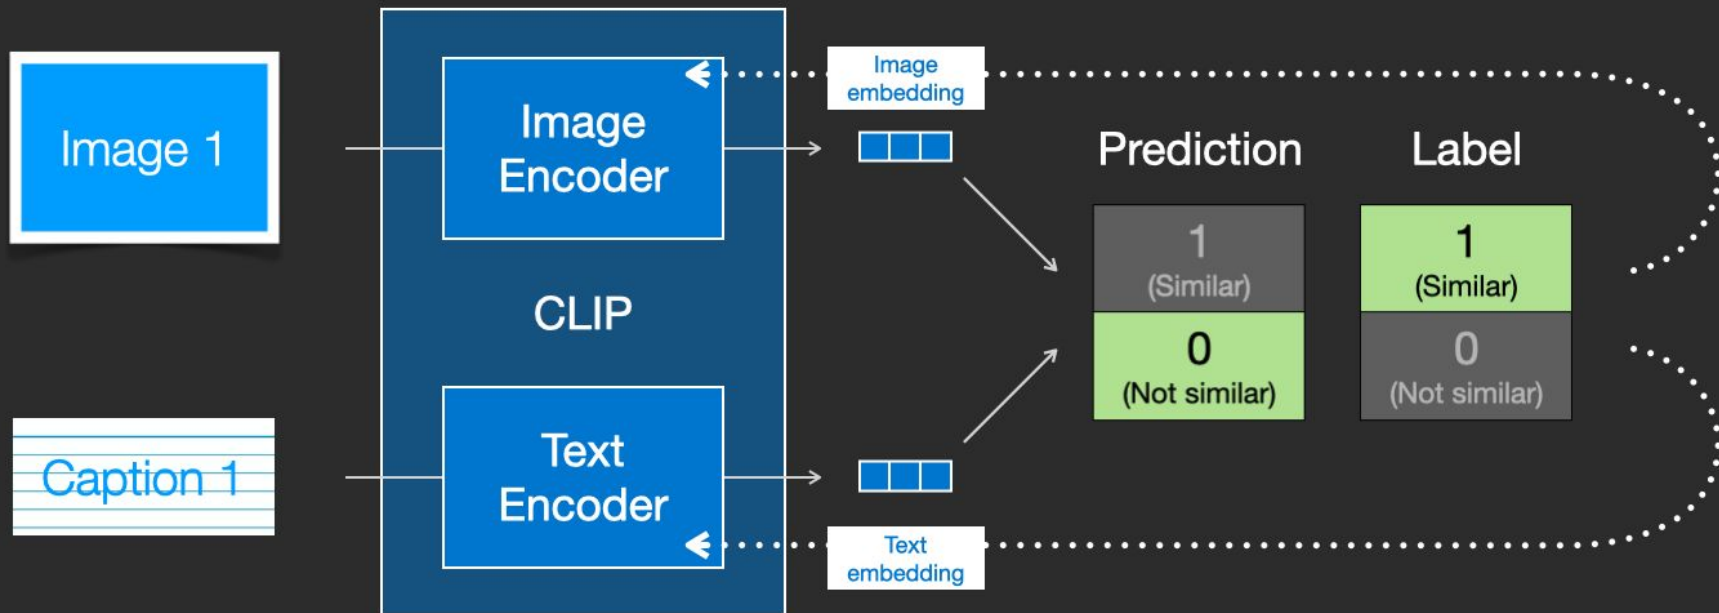 Image 1
Image
Encoder
CLIP
Caption 1
Text
Encoder
Image
embedding
Text
embedding
Prediction
1
(Similar)
0
(Not similar)
Label
1
(Similar)
0
(Not similar)